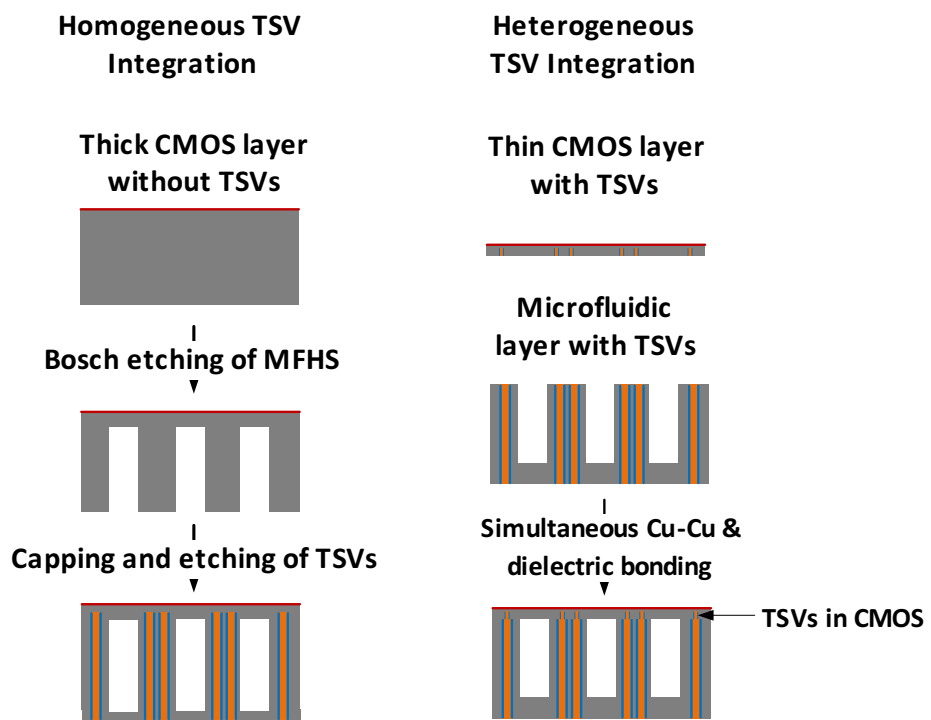 Homogeneous TSV
Integration
Thick CMOS layer
without TSVs
Bosch etching of MFHS
Capping and etching of TSVs
Heterogeneous
TSV Integration
Thin CMOS layer
with TSVs
Microfluidic
layer with TSVs
Simultaneous Cu-Cu &
dielectric bonding
TSVs in CMOS